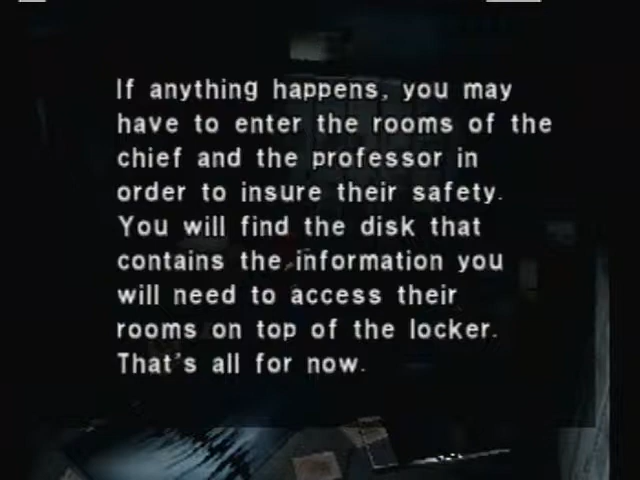 If anything happens, you may
have to enter the rooms of the
chief and the professor in
order to insure their safety.
You will find the disk that
contains the information you
will need to access their
rooms on top of the locker.
That's all for now.